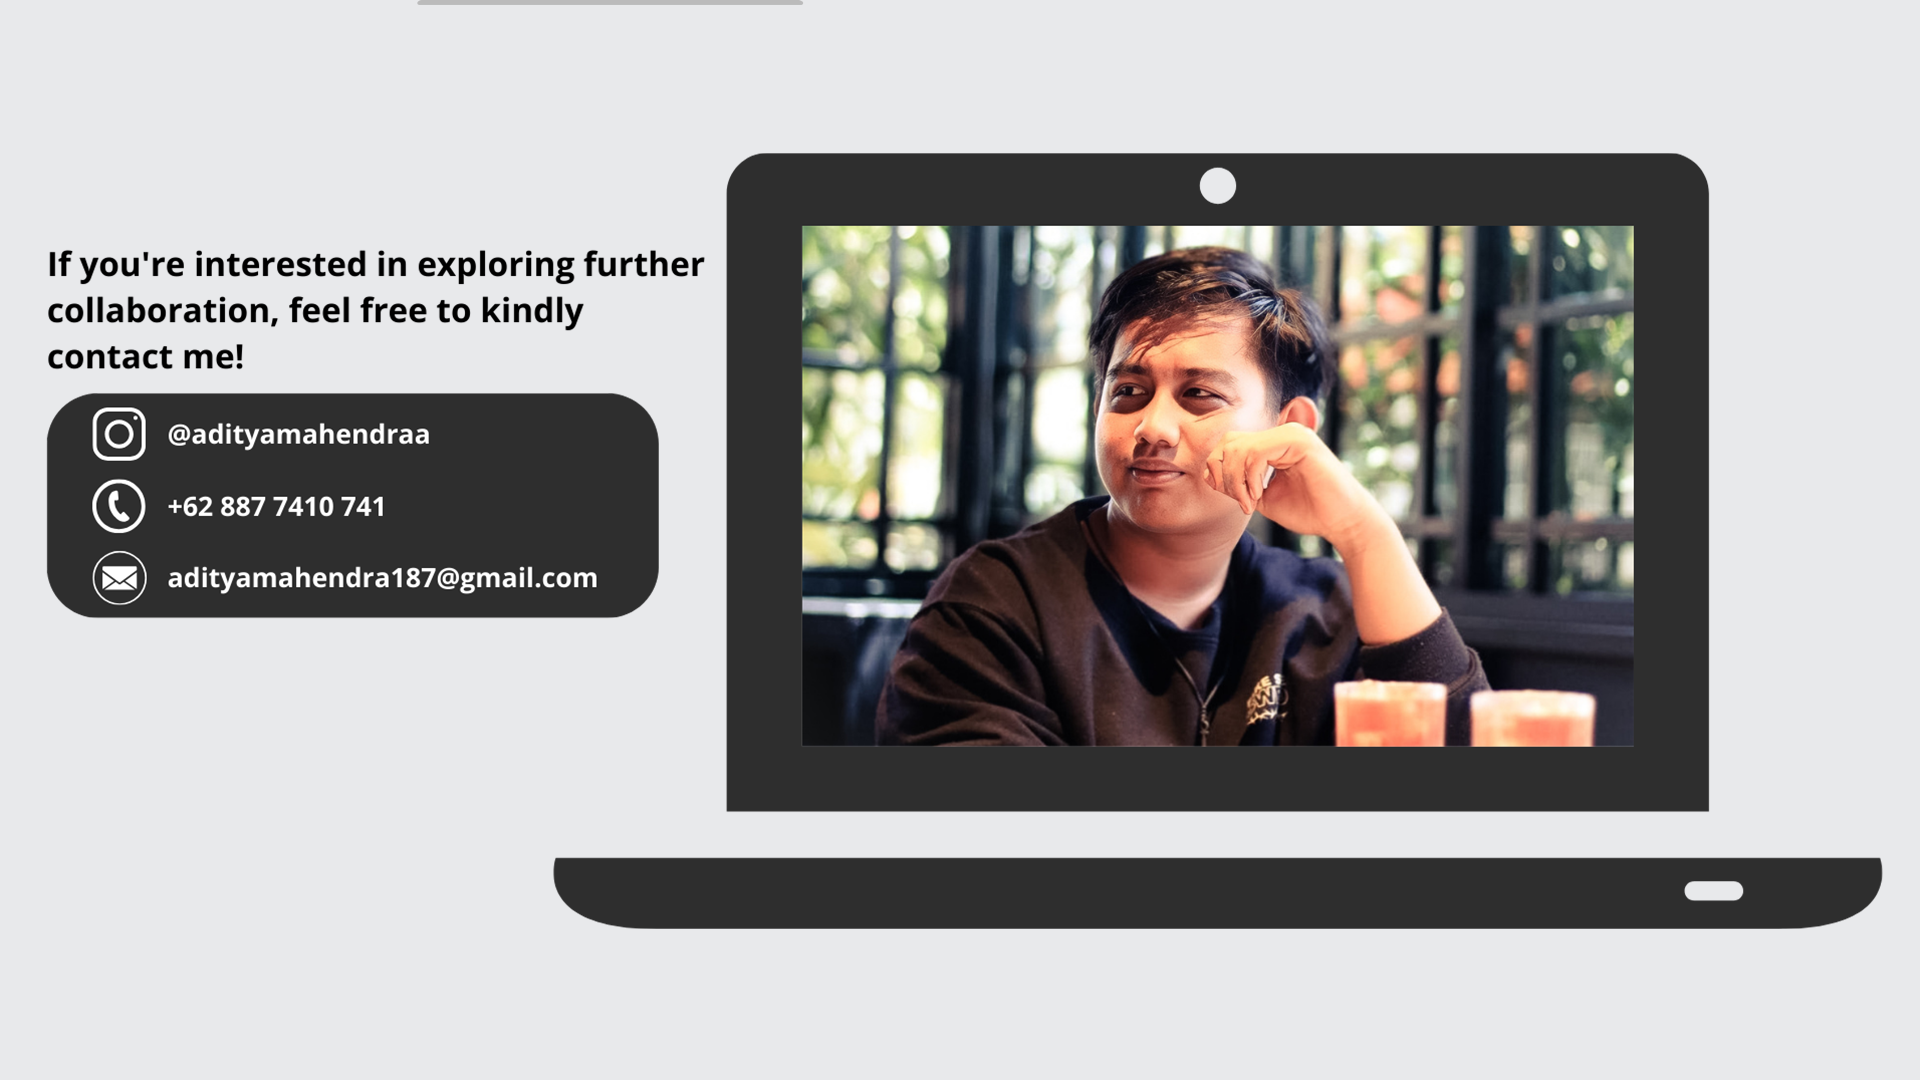 If you're interested in exploring further
collaboration, feel free to kindly
contact me!
@adityamahendraa
+62 887 7410 741
adityamahendra187@gmail.com